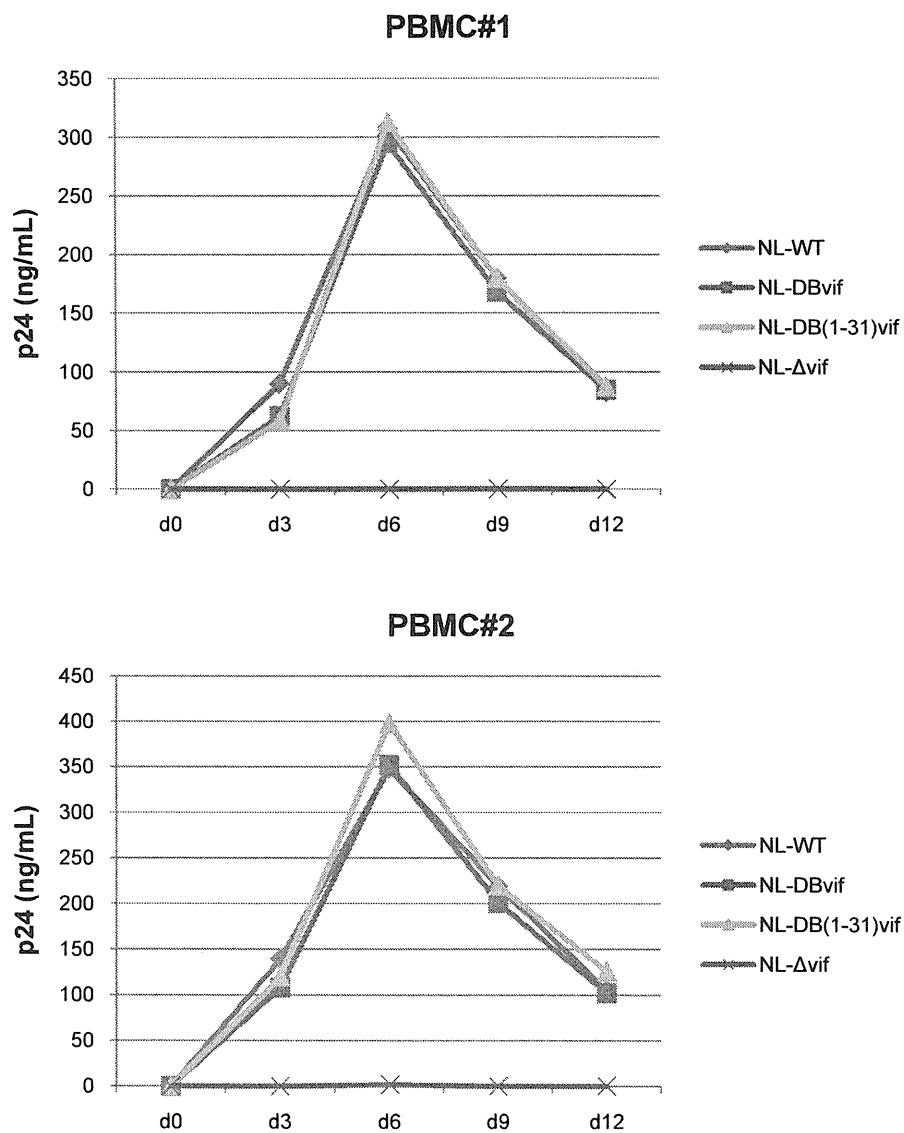 PBMC#1
p24 (ng/mL)
350
300
250
200
150
100
50
0
d0 d3 d6 d9 d12
NL-WT
NL-DBvif
NL-DB(1-31)vif
NL-Δvif
PBMC#2
p24 (ng/mL)
450
400
350
300
250
200
150
100
50
0
d0 d3 d6 d9 d12
NL-WT
NL-DBvif
NL-DB(1-31)vif
NL-Δvif